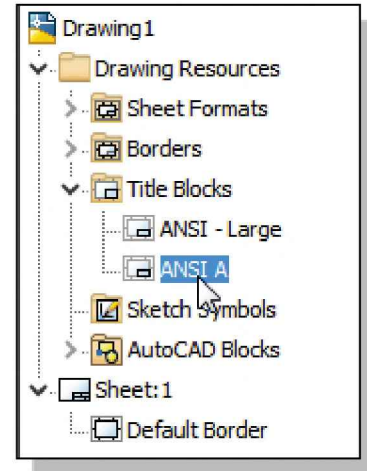 Drawing1
Drawing Resources
Sheet Formats
Borders
Title Blocks
ANSI - Large
ANSI A
Sketch Symbols
AutoCAD Blocks
Sheet:1
Default Border